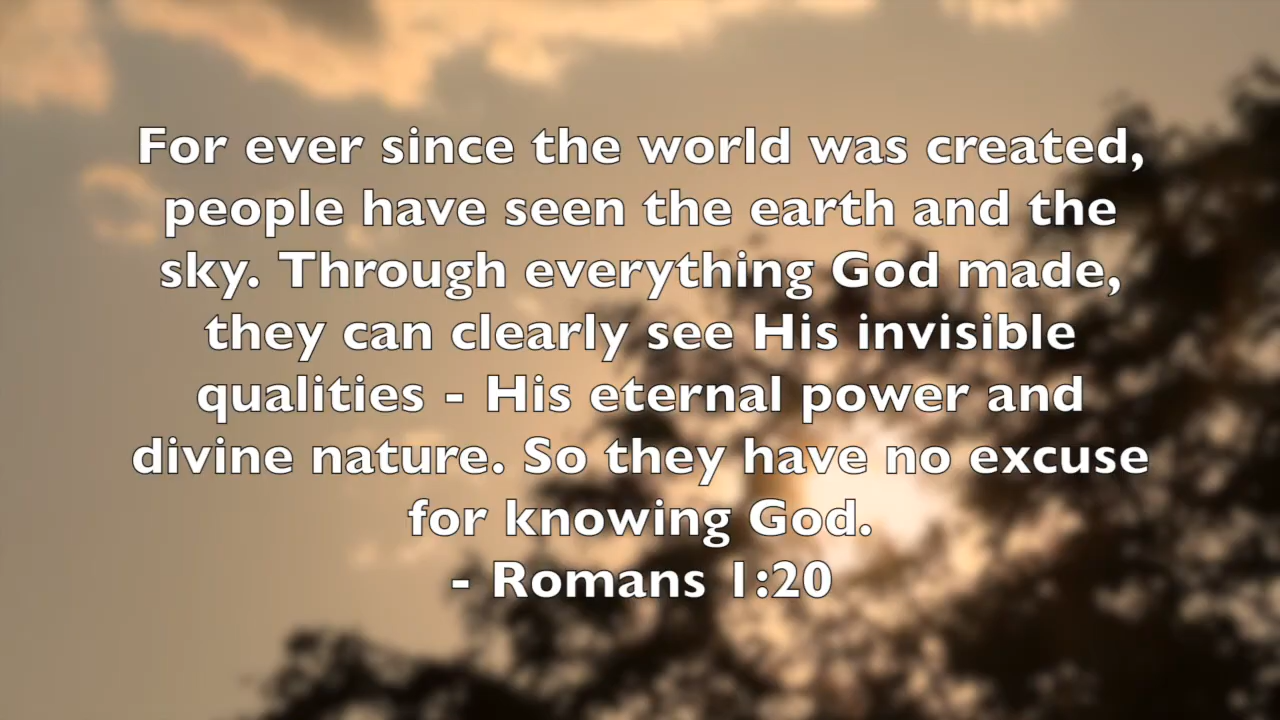 For ever since the world was created,
people have seen the earth and the
sky. Through everything God made,
they can clearly see His invisible
qualities - His eternal power and
divine nature. So they have no excuse
for knowing God.
- Romans 1:20